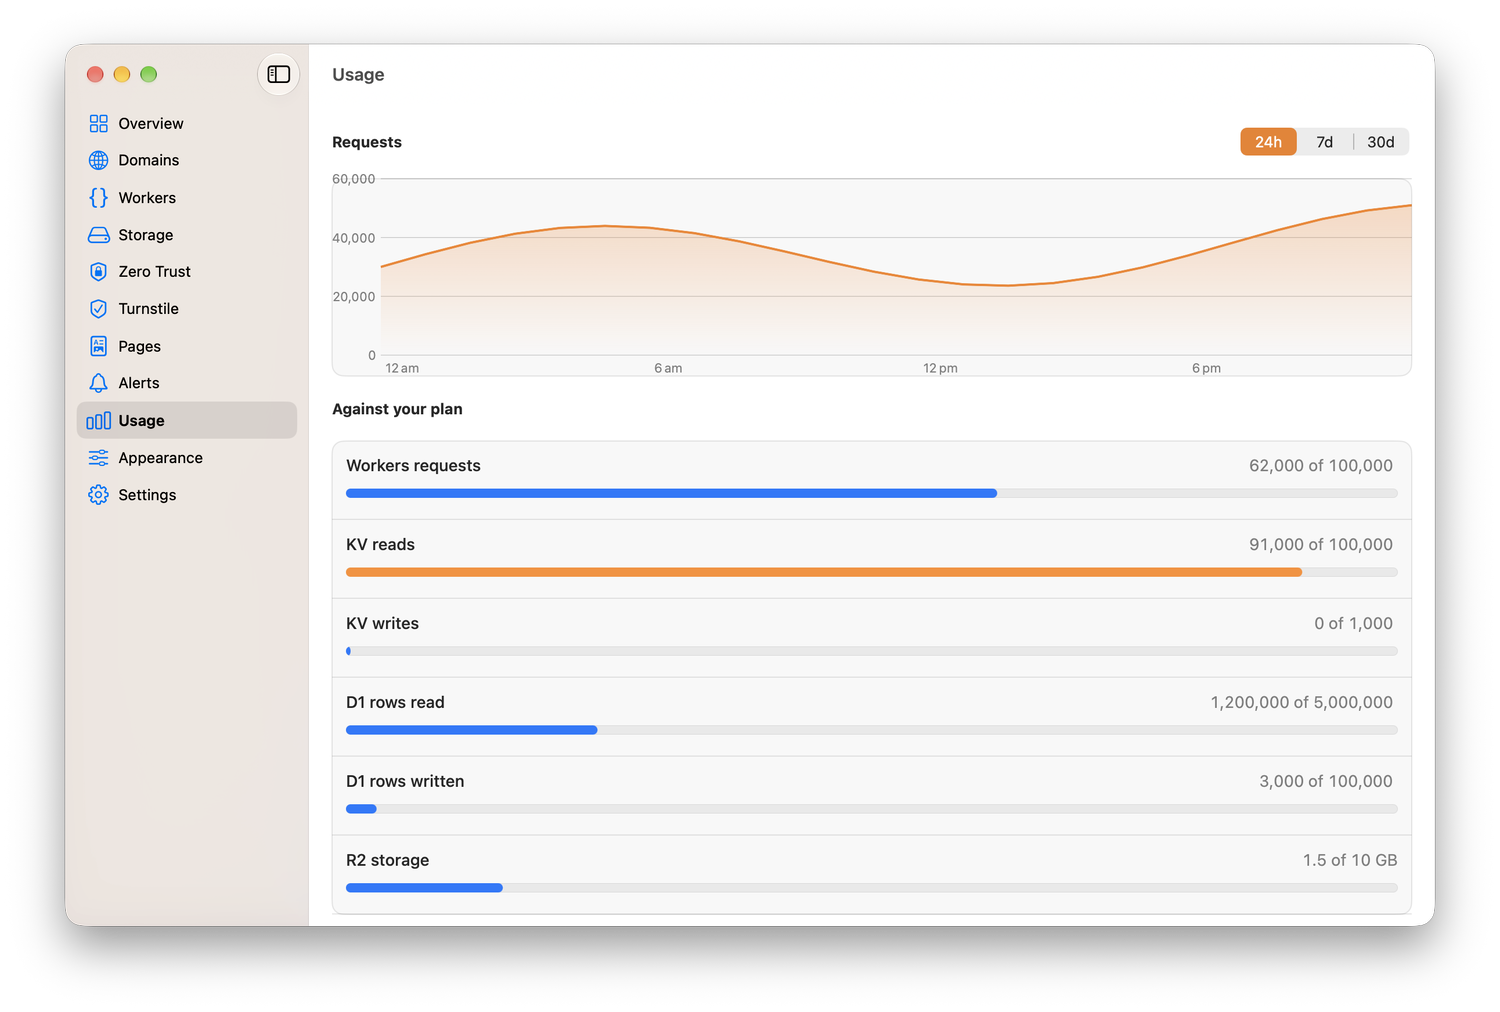 Usage
Overview
Domains
Workers
Storage
Zero Trust
Turnstile
Pages
Alerts
Usage
Appearance
Settings
Requests
24h 7d 30d
60,000
40,000
20,000
0
12 am 6 am 12 pm 6 pm
Against your plan
Workers requests 62,000 of 100,000
KV reads 91,000 of 100,000
KV writes 0 of 1,000
D1 rows read 1,200,000 of 5,000,000
D1 rows written 3,000 of 100,000
R2 storage 1.5 of 10 GB